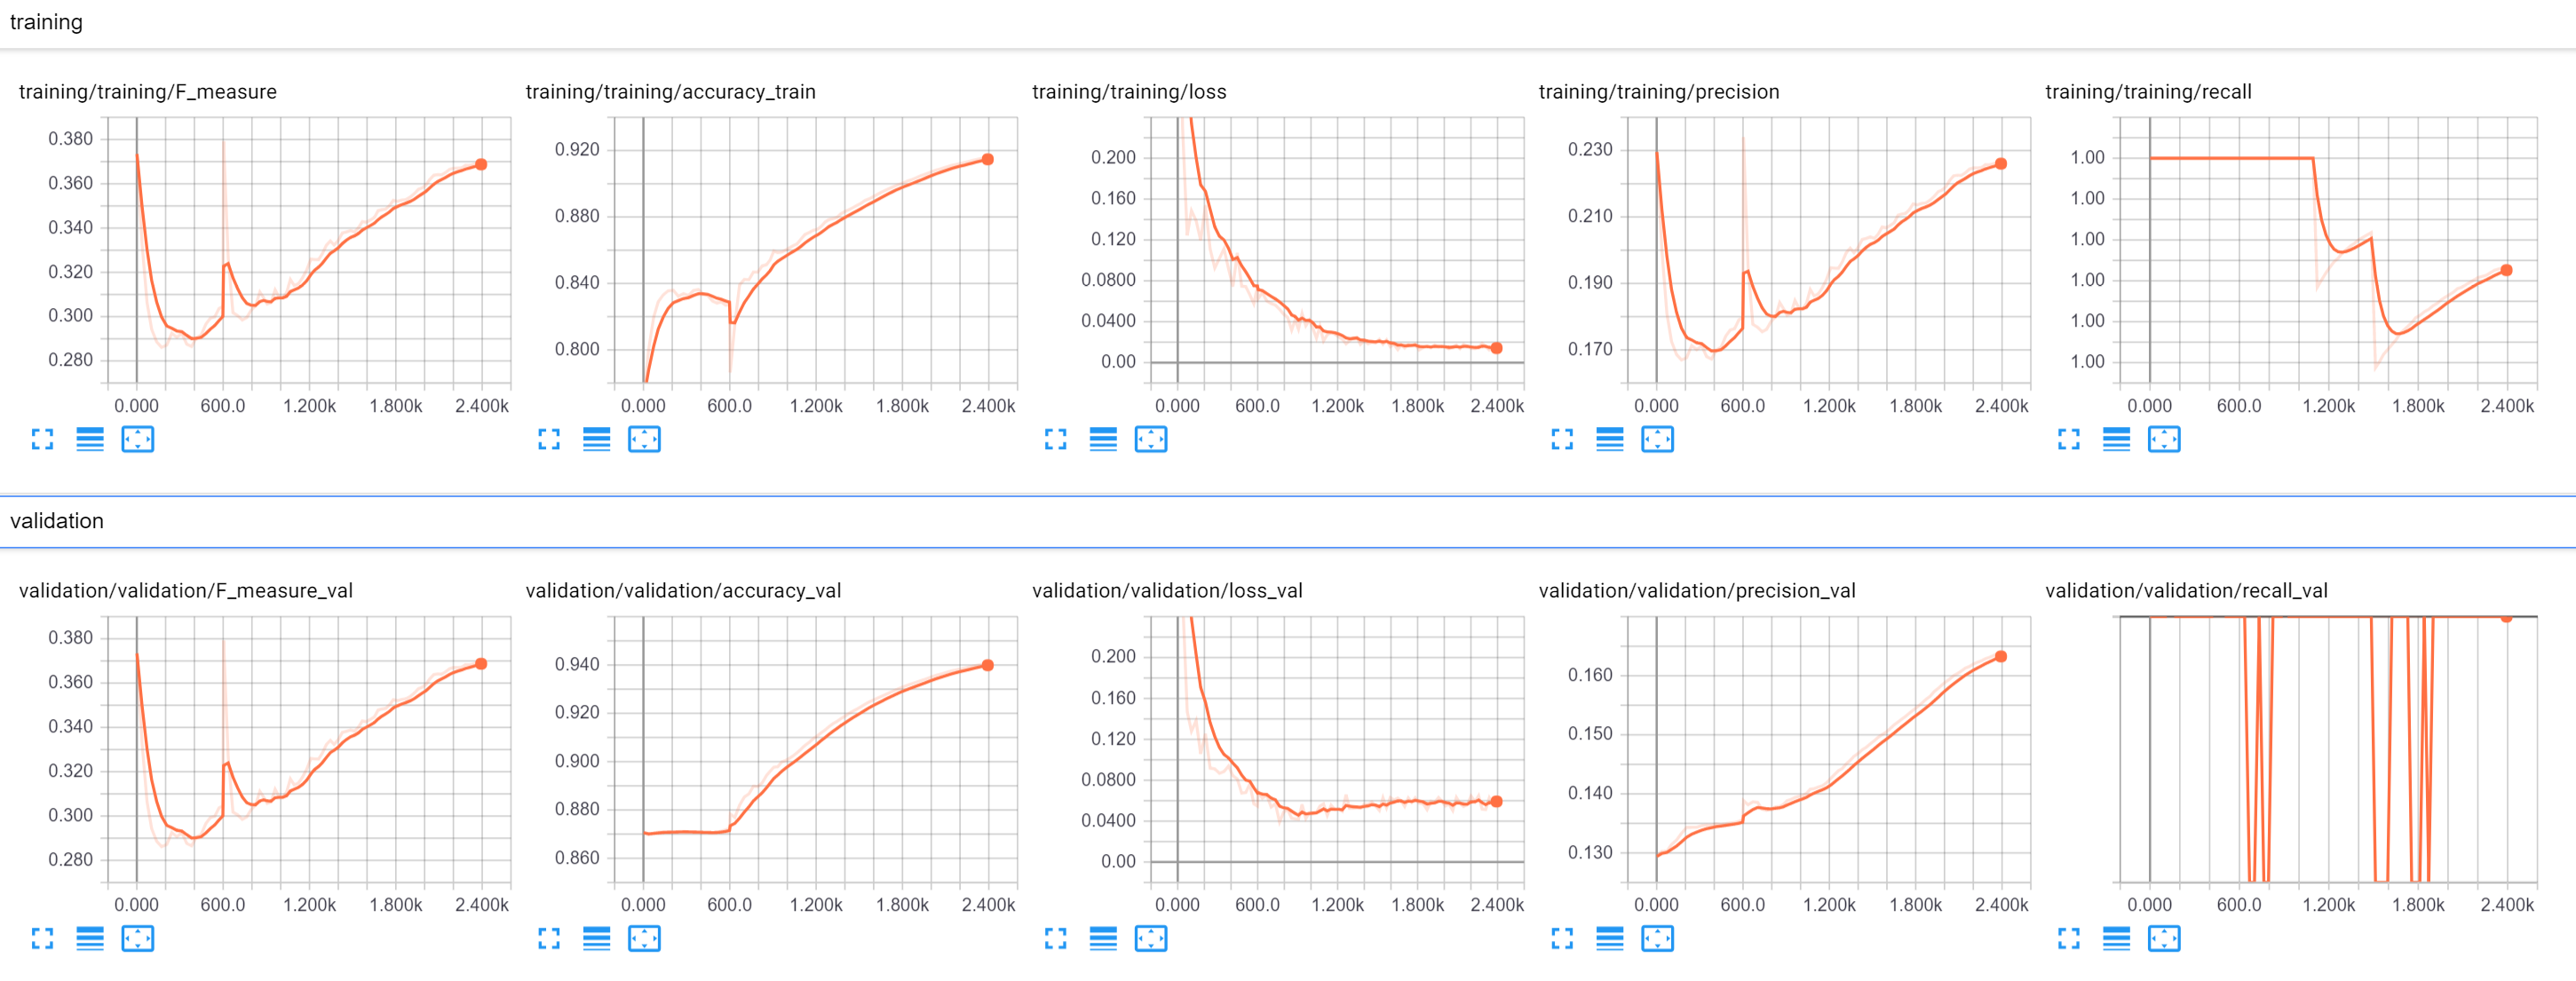 training
training/training/F_measure
0.380
0.360
0.340
0.320
0.300
0.280
0.000 600.0 1.200k 1.800k 2.400k
training/training/accuracy_train
0.920
0.880
0.840
0.800
0.000 600.0 1.200k 1.800k 2.400k
training/training/loss
0.200
0.160
0.120
0.0800
0.0400
0.00
0.000 600.0 1.200k 1.800k 2.400k
training/training/precision
0.230
0.210
0.190
0.170
0.000 600.0 1.200k 1.800k 2.400k
training/training/recall
1.00
1.00
1.00
1.00
1.00
1.00
0.000 600.0 1.200k 1.800k 2.400k
validation
validation/validation/F_measure_val
0.380
0.360
0.340
0.320
0.300
0.280
0.000 600.0 1.200k 1.800k 2.400k
validation/validation/accuracy_val
0.940
0.920
0.900
0.880
0.860
0.000 600.0 1.200k 1.800k 2.400k
validation/validation/loss_val
0.200
0.160
0.120
0.0800
0.0400
0.00
0.000 600.0 1.200k 1.800k 2.400k
validation/validation/precision_val
0.160
0.150
0.140
0.130
0.000 600.0 1.200k 1.800k 2.400k
validation/validation/recall_val
0.000 600.0 1.200k 1.800k 2.400k